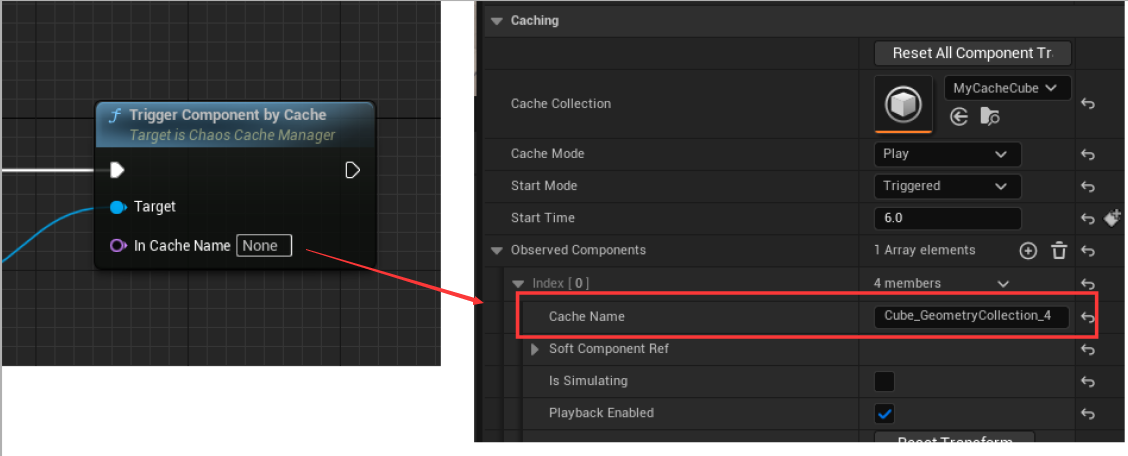 f Trigger Component by Cache
Target is Chaos Cache Manager
Target
In Cache Name None
Caching
Reset All Component Tr
Cache Collection
MyCacheCube
Cache Mode Play
Start Mode Triggered
Start Time 6.0
Observed Components 1 Array elements
Index [ 0 ] 4 members
Cache Name Cube_GeometryCollection_4
Soft Component Ref
Is Simulating
Playback Enabled
Reset Transform